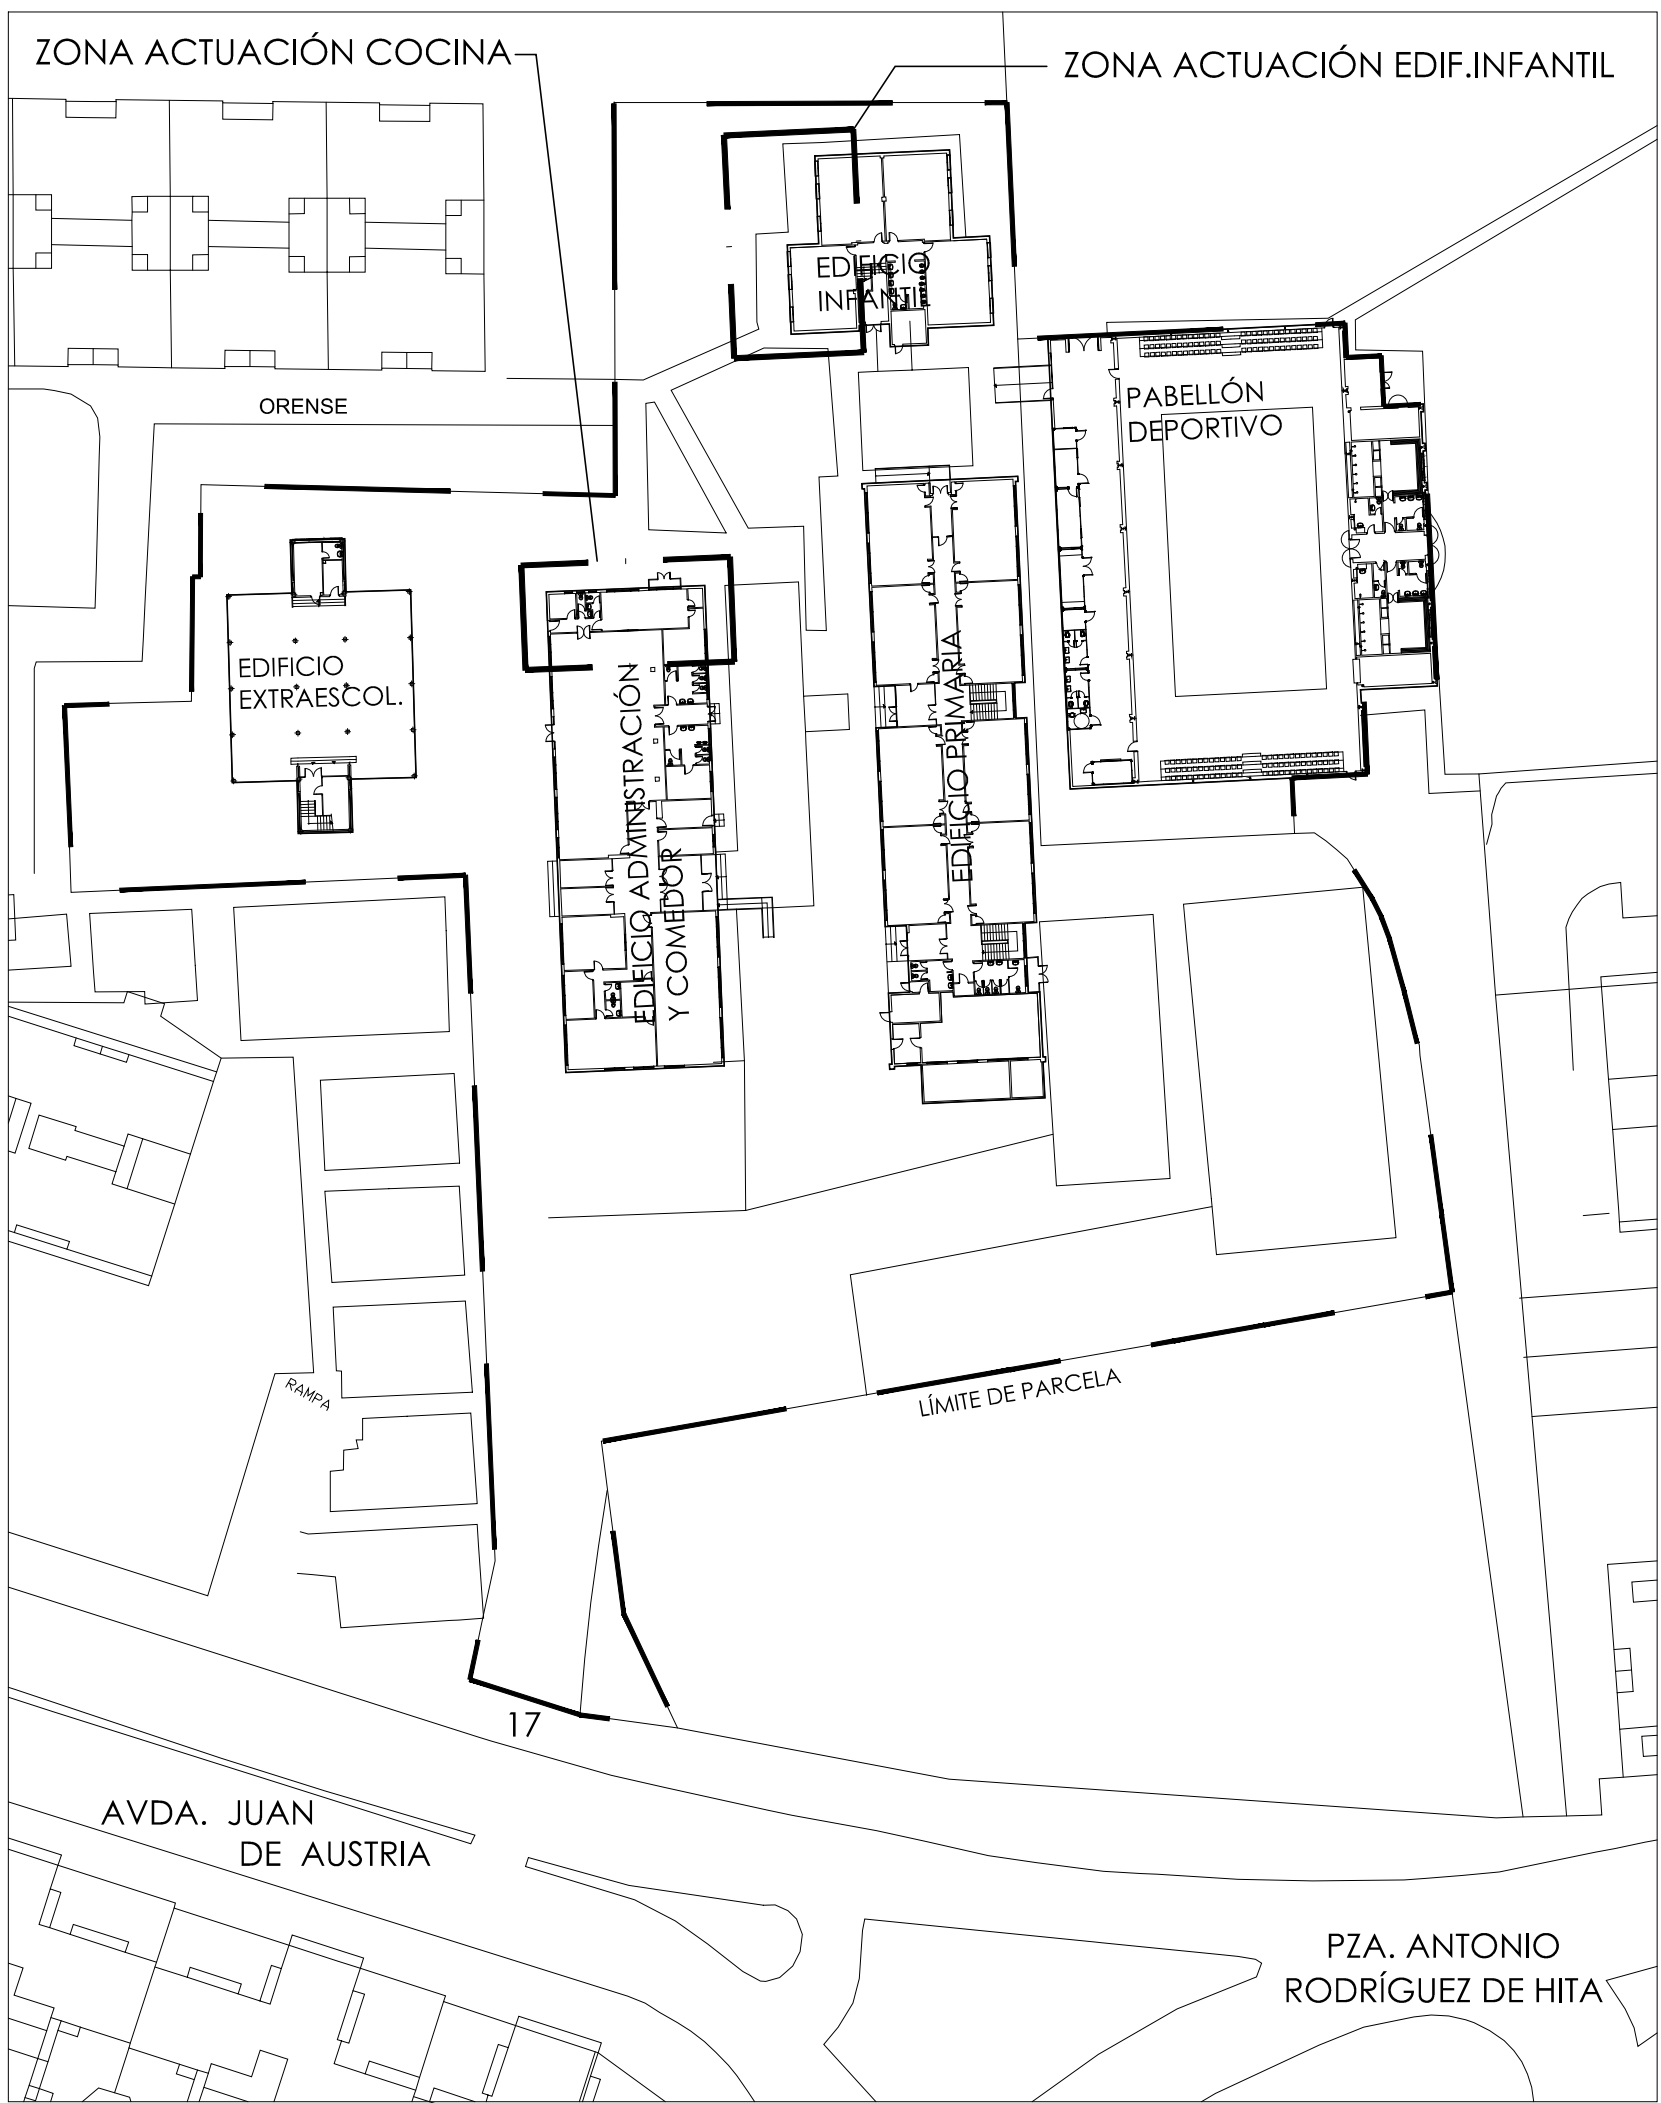 ZONA ACTUACIÓN COCINA
ZONA ACTUACIÓN EDIF.INFANTIL
EDIFICIO
INFANTIL
ORENSE
PABELLÓN
DEPORTIVO
EDIFICIO
EXTRAESCOL.
EDIFICIO ADMINISTRACIÓN
Y COMEDOR
EDIFICIO PRIMARIA
RAMPA
LÍMITE DE PARCELA
17
AVDA. JUAN
DE AUSTRIA
PZA. ANTONIO
RODRÍGUEZ DE HITA